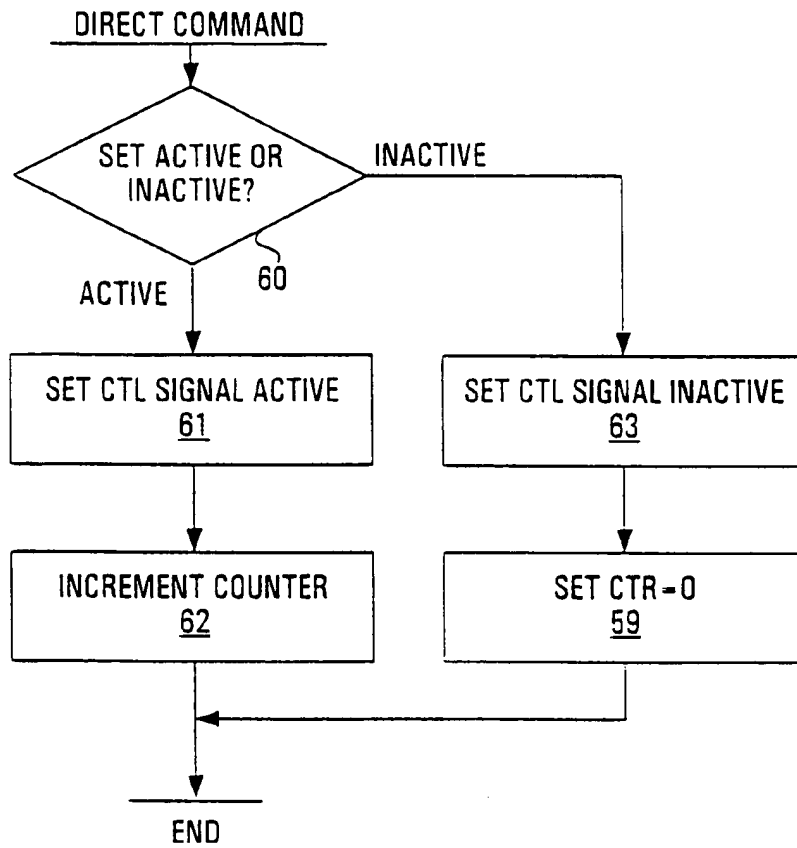 DIRECT COMMAND
SET ACTIVE OR
INACTIVE?
INACTIVE
60
ACTIVE
SET CTL SIGNAL ACTIVE
61
SET CTL SIGNAL INACTIVE
63
INCREMENT COUNTER
62
SET CTR=0
59
END